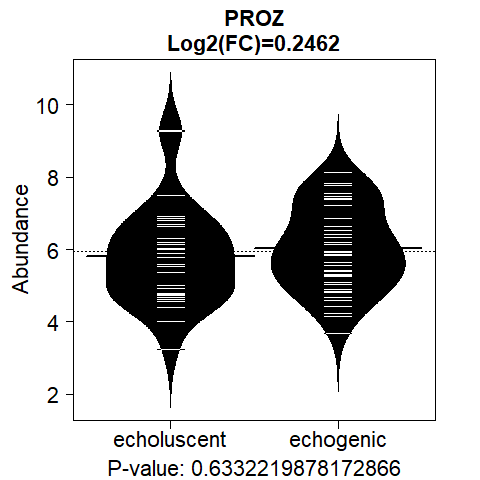 PROZ
Log2(FC)=0.2462
Abundance
10
8
6
4
2
echoluscent echogenic
P-value: 0.6332219878172866